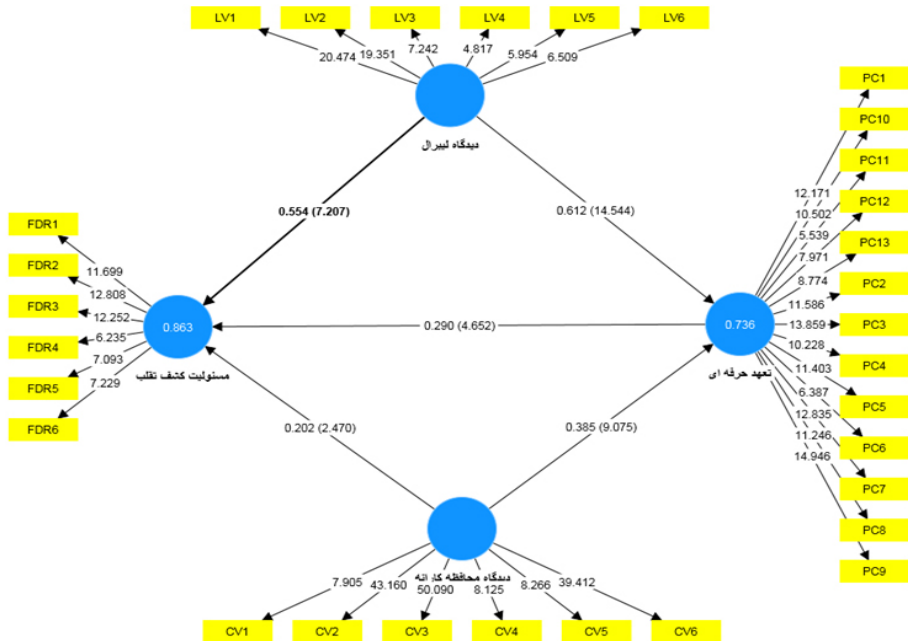 LV1 LV2 LV3 LV4 LV5 LV6
20.474 19.351 7.242 4.817 5.954 6.509
دیدگاه لیبرال
0.554 (7.207)
0.612 (14.544)
FDR1
FDR2
FDR3
FDR4
FDR5
FDR6
11.699
12.808
12.252
6.235
7.093
7.229
0.863
مسئولیت کشف تقلب
0.290 (4.652)
0.736
تعهد حرفه ای
12.171
10.502
5.539
7.971
8.774
11.586
13.859
10.228
11.403
6.387
12.835
11.246
14.946
PC1
PC10
PC11
PC12
PC13
PC2
PC3
PC4
PC5
PC6
PC7
PC8
PC9
0.202 (2.470)
0.385 (9.075)
دیدگاه محافظه کارانه
7.905 43.160 50.090 8.125 8.266 39.412
CV1 CV2 CV3 CV4 CV5 CV6